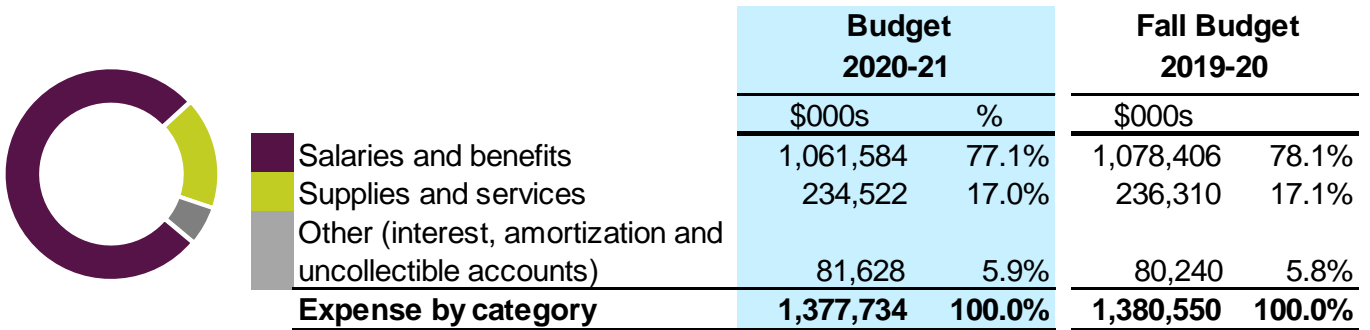 Budget Fall Budget
2020-21 2019-20
$000s % $000s
Salaries and benefits 1,061,584 77.1% 1,078,406 78.1%
Supplies and services 234,522 17.0% 236,310 17.1%
Other (interest, amortization and
uncollectible accounts) 81,628 5.9% 80,240 5.8%
Expense by category 1,377,734 100.0% 1,380,550 100.0%